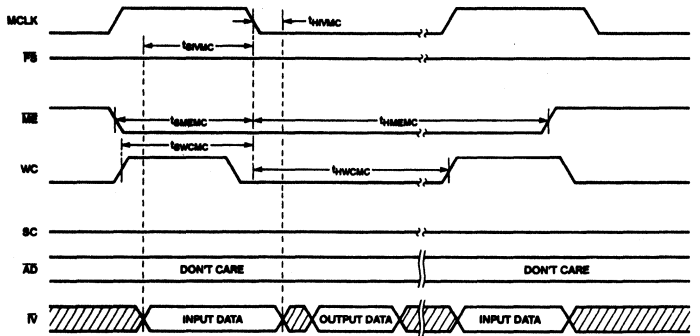 MCLK
tHIVMC
tSIVMC
PS
ME
tSMEMC
tHMEMC
tSWCMC
WC
tHWCMC
SC
AD
DON'T CARE
DON'T CARE
IV
INPUT DATA
OUTPUT DATA
INPUT DATA